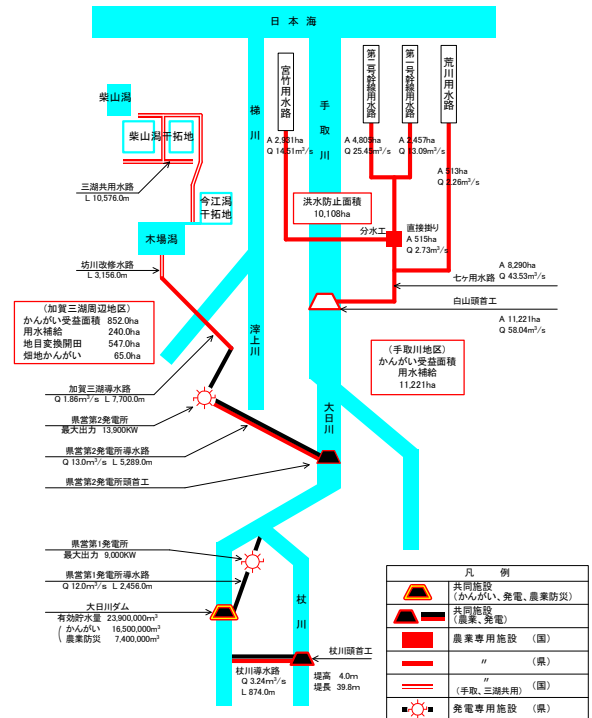 日本海
梯川
手取川
宮竹用水路
第二号幹線用水路
第一号幹線用水路
荒川用水路
A 2,931ha
Q 14.51m³/s
A 4,805ha
Q 25.45m³/s
A 2,457ha
Q 13.09m³/s
A 513ha
Q 2.26m³/s
柴山潟
柴山潟干拓地
三湖共用水路
L 10,576.0m
今江潟
干拓地
木場潟
坊川改修水路
L 3,156.0m
洪水防止面積
10,108ha
分水工
直接掛り
A 515ha
Q 2.73m³/s
A 8,290ha
Q 43.53m³/s
七ヶ用水路
白山頭首工
A 11,221ha
Q 58.04m³/s
(加賀三湖周辺地区)
かんがい受益面積 852.0ha
用水補給 240.0ha
地目変換開田 547.0ha
畑地かんがい 65.0ha
滓上川
(手取川地区)
かんがい受益面積
用水補給
11,221ha
加賀三湖導水路
Q 1.86m³/s L 7,700.0m
大日川
県営第2発電所
最大出力 13,900KW
県営第2発電所導水路
Q 13.0m³/s L 5,289.0m
県営第2発電所頭首工
県営第1発電所
最大出力 9,000KW
県営第1発電所導水路
Q 12.0m³/s L 2,456.0m
大日川ダム
有効貯水量 23,900,000m³
( かんがい 16,500,000m³
農業防災 7,400,000m³
杖川
杖川頭首工
堤高 4.0m
堤長 39.8m
杖川導水路
Q 3.24m³/s
L 874.0m
凡例
共同施設
(かんがい、発電、農業防災)
共同施設
(農業、発電)
農業専用施設 (国)
〃 (県)
〃 (国)
(手取、三湖共用)
発電専用施設 (県)